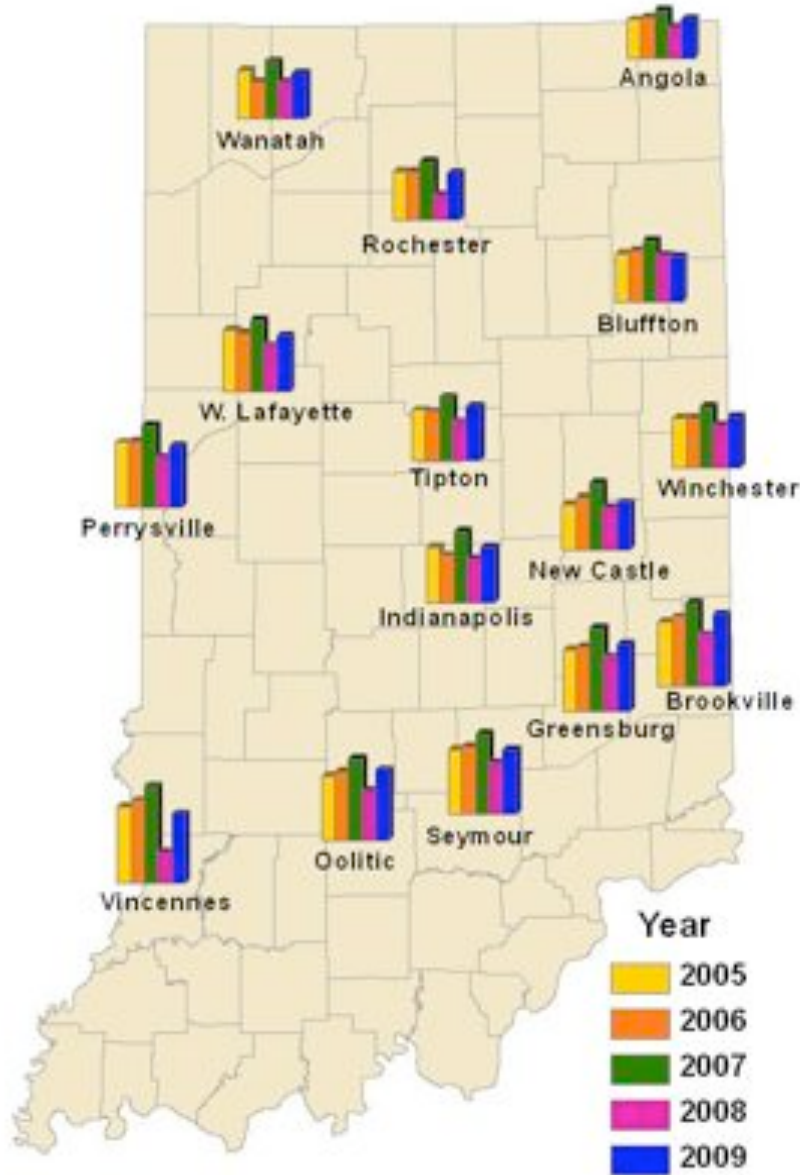 Angola
Wanatah
Rochester
Bluffton
W. Lafayette
Tipton
Winchester
Perrysville
New Castle
Indianapolis
Brookville
Greensburg
Seymour
Oolitic
Vincennes
Year
2005
2006
2007
2008
2009